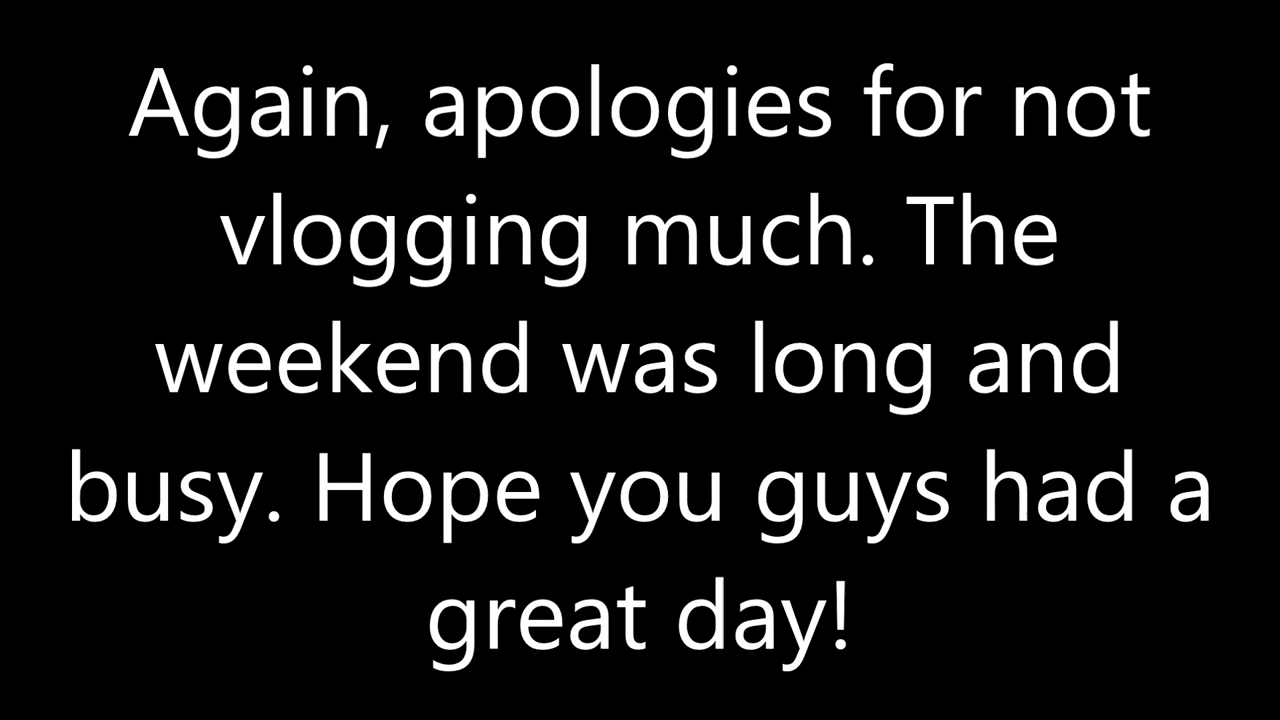 Again, apologies for not
vlogging much. The
weekend was long and
busy. Hope you guys had a
great day!